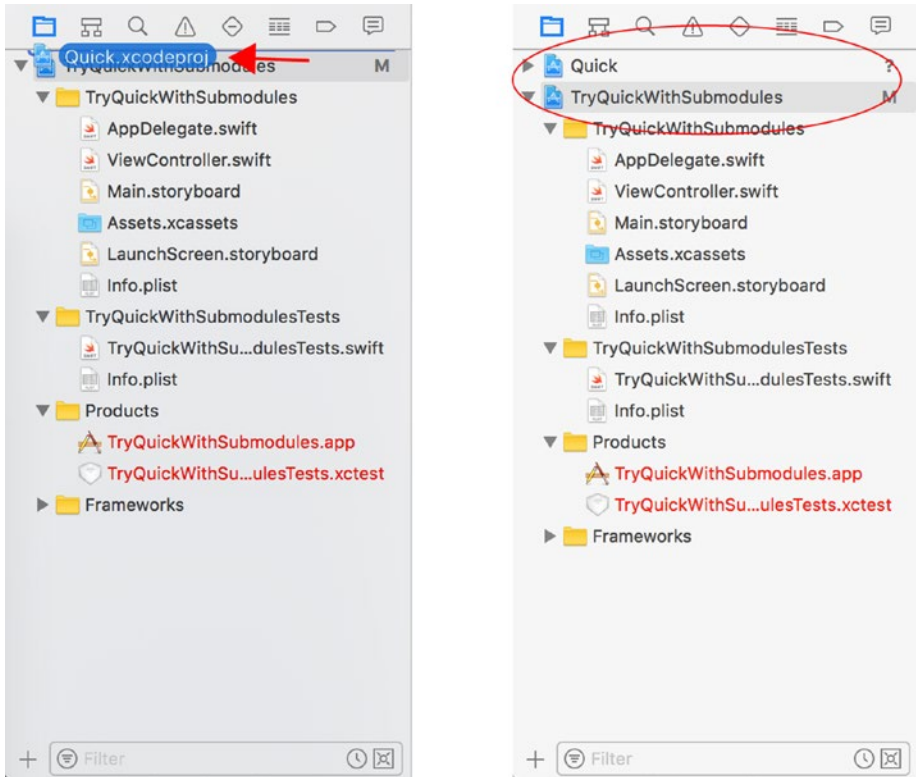 Quick.xcodeproj
TryQuickWithSubmodules M
TryQuickWithSubmodules
AppDelegate.swift
ViewController.swift
Main.storyboard
Assets.xcassets
LaunchScreen.storyboard
Info.plist
TryQuickWithSubmodulesTests
TryQuickWithSu...dulesTests.swift
Info.plist
Products
TryQuickWithSubmodules.app
TryQuickWithSu...ulesTests.xctest
Frameworks
Filter
Quick ?
TryQuickWithSubmodules M
TryQuickWithSubmodules
AppDelegate.swift
ViewController.swift
Main.storyboard
Assets.xcassets
LaunchScreen.storyboard
Info.plist
TryQuickWithSubmodulesTests
TryQuickWithSu...dulesTests.swift
Info.plist
Products
TryQuickWithSubmodules.app
TryQuickWithSu...ulesTests.xctest
Frameworks
Filter